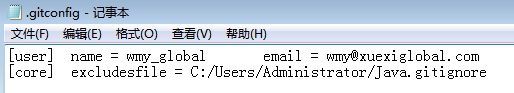 .gitconfig - 记事本
文件(F) 编辑(E) 格式(O) 查看(V) 帮助(H)
[user] name = wmy_global email = wmy@xuexiglobal.com
[core] excludesfile = C:/Users/Administrator/Java.gitignore